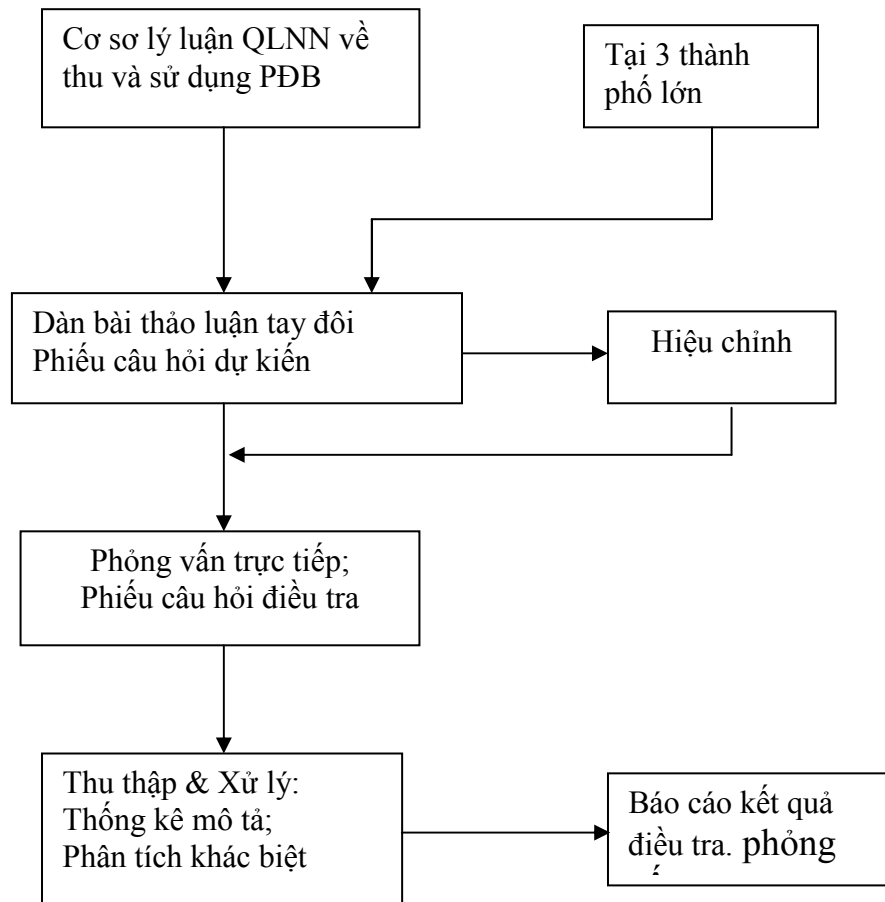 Cơ sơ lý luận QLNN về
thu và sử dụng PĐB
Tại 3 thành
phố lớn
Dàn bài thảo luận tay đôi
Phiếu câu hỏi dự kiến
Hiệu chỉnh
Phỏng vấn trực tiếp;
Phiếu câu hỏi điều tra
Thu thập & Xử lý:
Thống kê mô tả;
Phân tích khác biệt
Báo cáo kết quả
điều tra. phỏng